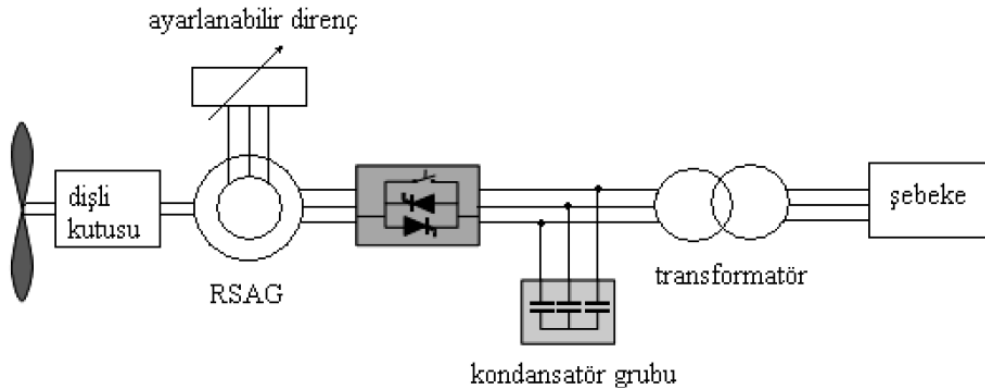 ayarlanabilir direnç
dişli
kutusu
RSAG
şebeke
transformatör
kondansatör grubu